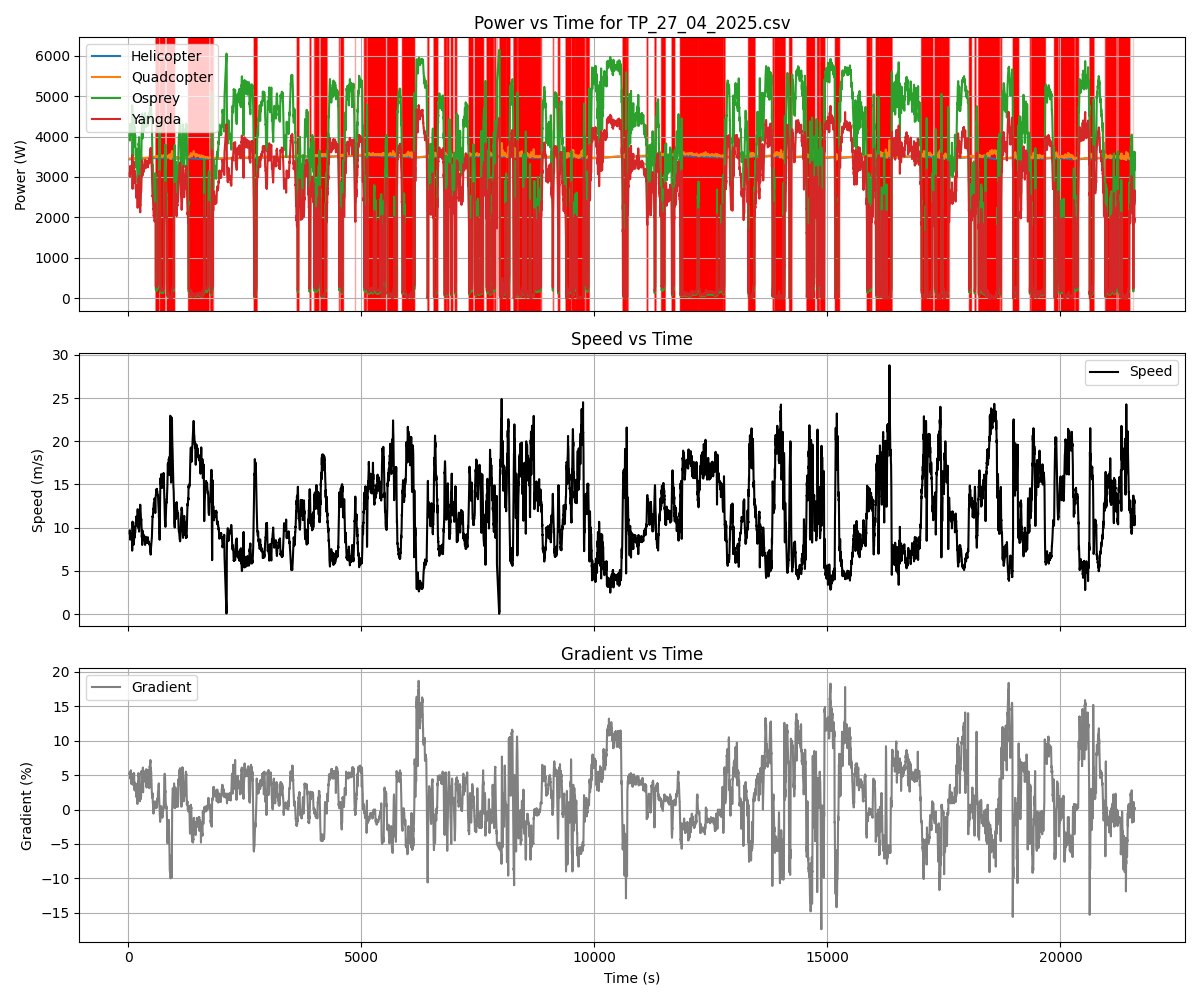 Power vs Time for TP_27_04_2025.csv
Power (W)
6000
5000
4000
3000
2000
1000
0
Helicopter
Quadcopter
Osprey
Yangda
Speed vs Time
Speed (m/s)
30
25
20
15
10
5
0
Speed
Gradient vs Time
Gradient (%)
20
15
10
5
0
−5
−10
−15
Gradient
0
5000
10000
15000
20000
Time (s)